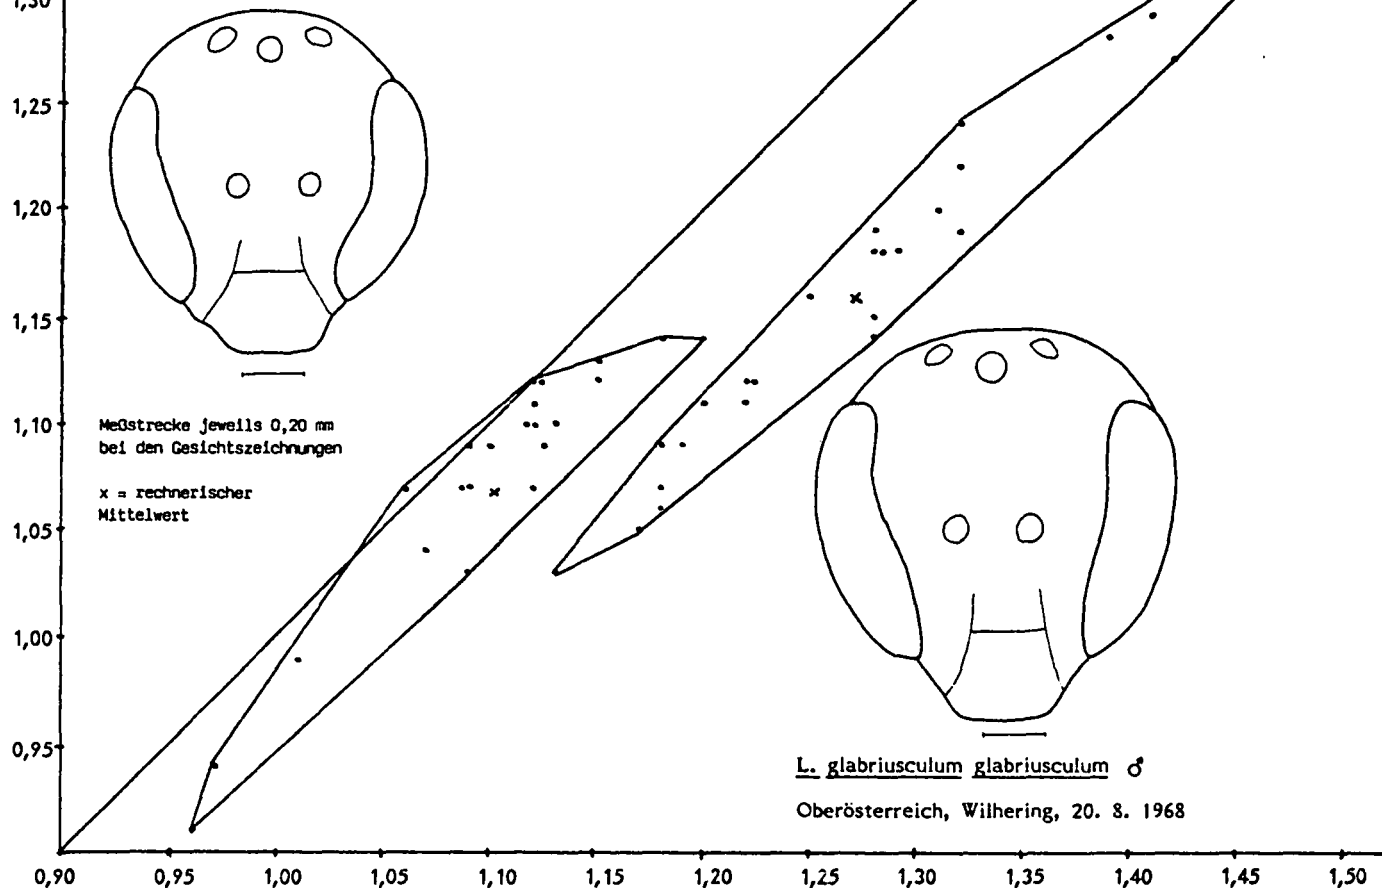 1,30
1,25
1,20
1,15
1,10
1,05
1,00
0,95
Meßstrecke jeweils 0,20 mm
bei den Gesichtszeichnungen
x = rechnerischer
Mittelwert
x
x
L. glabriusculum glabriusculum ♂
Oberösterreich, Wilhering, 20. 8. 1968
0,90 0,95 1,00 1,05 1,10 1,15 1,20 1,25 1,30 1,35 1,40 1,45 1,50